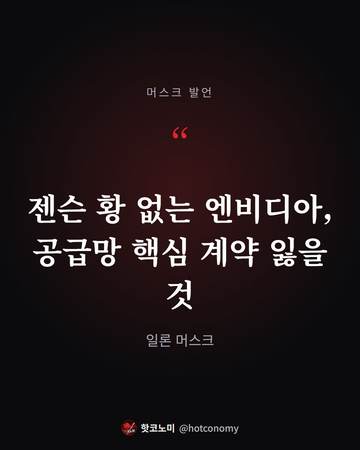 머스크 발언
“
젠슨 황 없는 엔비디아,
공급망 핵심 계약 잃을
것
일론 머스크
핫코노미 @hotconomy